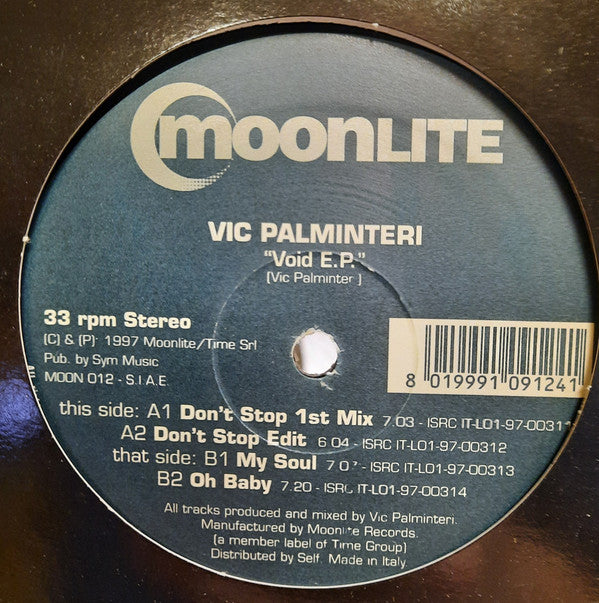 moonLITE
VIC PALMINTERI
"Void E.P."
(Vic Palminter )
33 rpm Stereo
(C) & (P) 1997 Moonlite/Time Srl
Pub. by Sym Music
MOON 012 - S.I.A.E.
8 019991 091241
this side: A1 Don't Stop 1st Mix 7.03 - ISRC IT-L01-97-00311
A2 Don't Stop Edit 6 04 - ISRC IT-L01-97-00312
that side: B1 My Soul 7 07 - ISRC IT-L01-97-00313
B2 Oh Baby 7.20 - ISRC IT-L01-97-00314
All tracks produced and mixed by Vic Palminteri.
Manufactured by Moonlite Records.
(a member label of Time Group)
Distributed by Self. Made in Italy